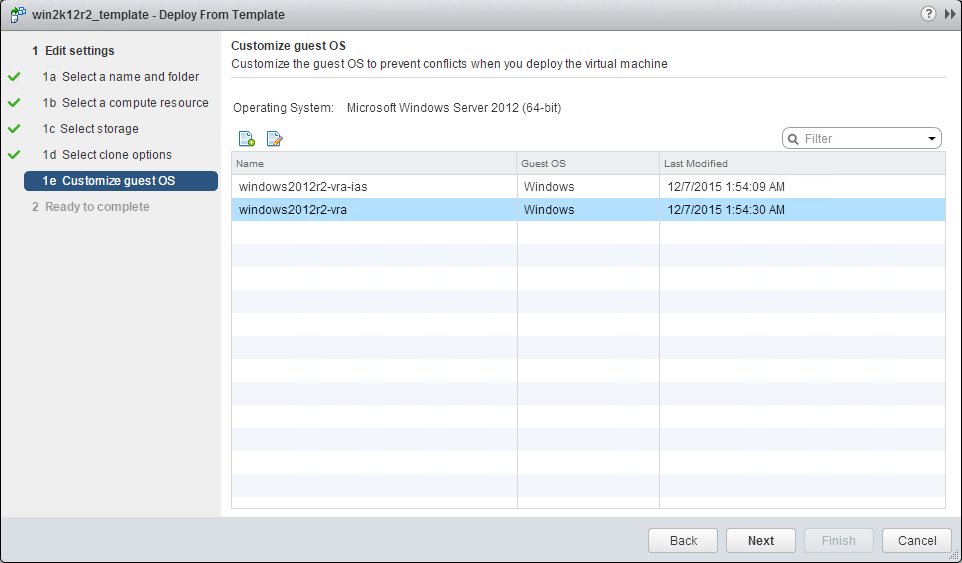 win2k12r2_template - Deploy From Template
?
1 Edit settings
1a Select a name and folder
1b Select a compute resource
1c Select storage
1d Select clone options
1e Customize guest OS
2 Ready to complete
Customize guest OS
Customize the guest OS to prevent conflicts when you deploy the virtual machine
Operating System: Microsoft Windows Server 2012 (64-bit)
Filter
Name Guest OS Last Modified
windows2012r2-vra-ias Windows 12/7/2015 1:54:09 AM
windows2012r2-vra Windows 12/7/2015 1:54:30 AM
Back Next Finish Cancel